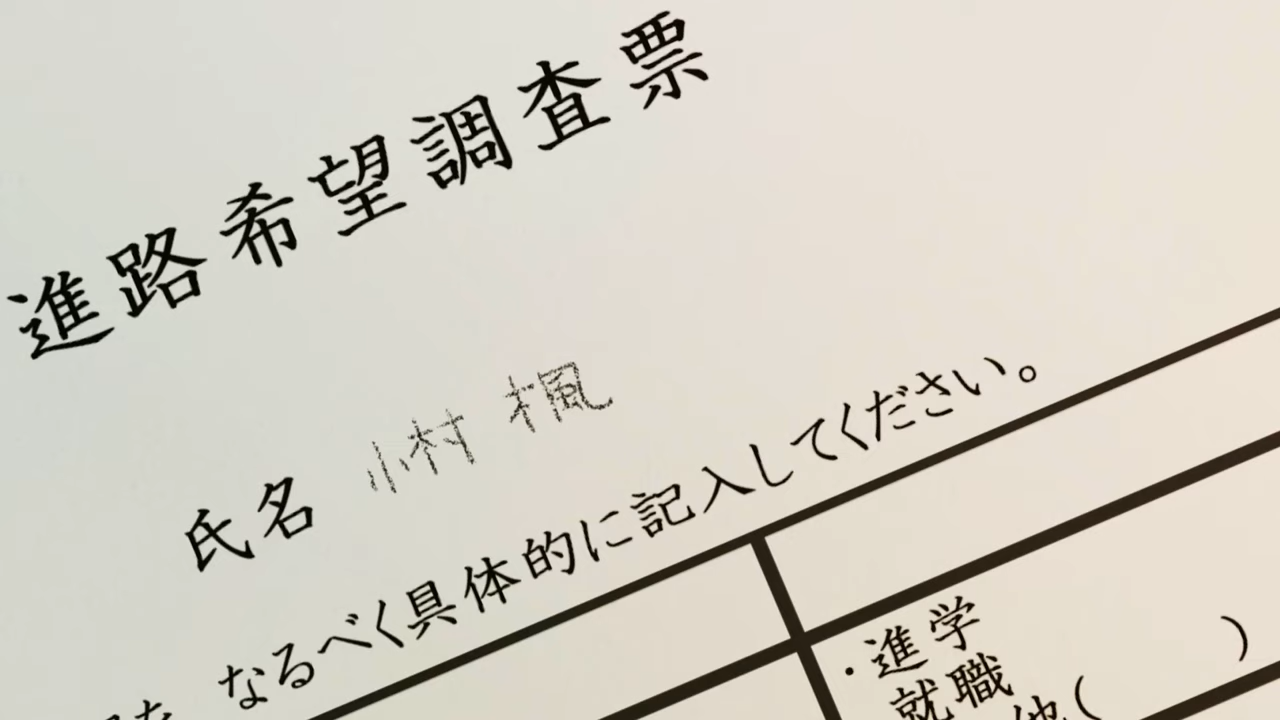 進路希望調査票
氏名 小村 楓
なるべく具体的に記入してください。
・進学
就職
他( )